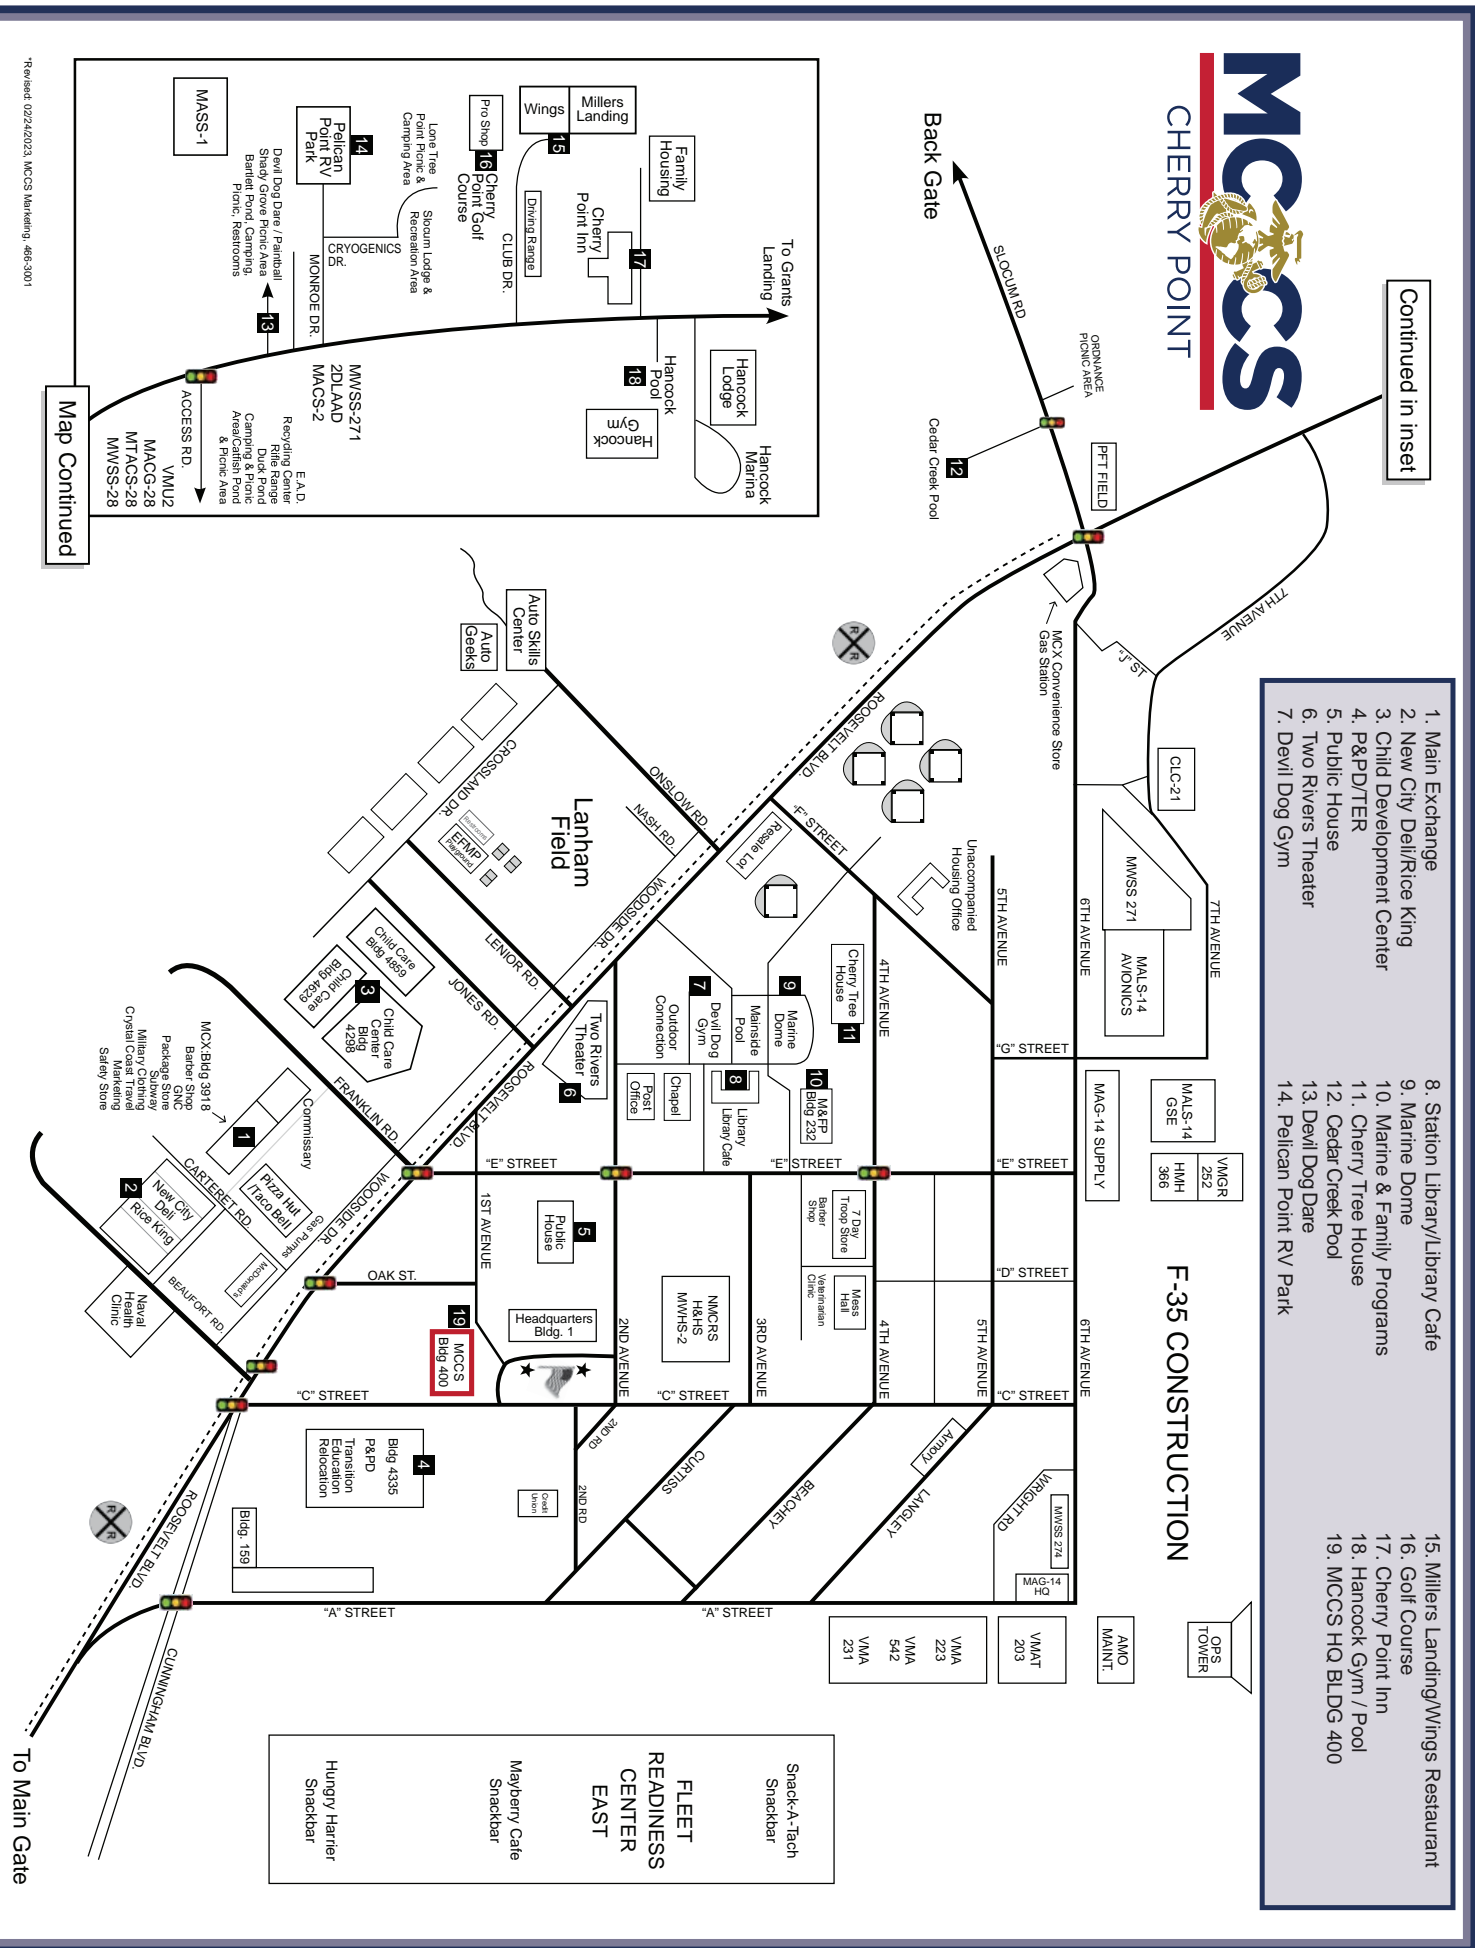 MCCS
CHERRY POINT
Continued in inset
1. Main Exchange
2. New City Deli/Rice King
3. Child Development Center
4. P&PD/TER
5. Public House
6. Two Rivers Theater
7. Devil Dog Gym
8. Station Library/Library Cafe
9. Marine Dome
10. Marine & Family Programs
11. Cherry Tree House
12. Cedar Creek Pool
13. Devil Dog Dare
14. Pelican Point RV Park
15. Millers Landing/Wings Restaurant
16. Golf Course
17. Cherry Point Inn
18. Hancock Gym / Pool
19. MCCS HQ BLDG 400
F-35 CONSTRUCTION
OPS
TOWER
AMO
MAINT.
VMAT
203
VMA
223
VMA
542
VMA
231
Snack-A-Tach
Snackbar
FLEET
READINESS
CENTER
EAST
Mayberry Cafe
Snackbar
Hungry Harrier
Snackbar
Back Gate
SLOCUM RD
ORDNANCE
PICNIC AREA
Cedar Creek Pool
12
PFT FIELD
7TH AVENUE
"J" ST
MCX Convenience Store
Gas Station
CLC-21
MWSS 271
MALS-14
AVIONICS
7TH AVENUE
6TH AVENUE
5TH AVENUE
"G" STREET
MAG-14 SUPPLY
MALS-14
GSE
VMGR
252
HMH
366
"E" STREET
"D" STREET
6TH AVENUE
5TH AVENUE
"C" STREET
WRIGHT RD
MWSS 274
MAG-14
HQ
Armory
LANGLEY
BEACHEY
CURTISS
"A" STREET
"A" STREET
R R
ROOSEVELT BLVD.
"F" STREET
Resale Lot
Unaccompanied
Housing Office
4TH AVENUE
Cherry Tree
House
11
9
Marine
Dome
Mainside
Pool
7
Devil Dog
Gym
Outdoor
Connection
10
M&FP
Bldg 232
8
Library
Library Cafe
Chapel
Post
Office
"E" STREET
7 Day
Troop Store
Barber
Shop
Mess
Hall
Veterinarian
Clinic
4TH AVENUE
3RD AVENUE
NMCRS
H&HS
MWHS-2
2ND AVENUE
"C" STREET
2ND RD
2ND RD
Credit
Union
Two Rivers
Theater
6
ROOSEVELT BLVD.
"E" STREET
5
Public
House
1ST AVENUE
Headquarters
Bldg. 1
19
MCCS
Bldg 400
OAK ST.
"C" STREET
4
Bldg 4335
P&PD
Transition
Education
Relocation
Bldg. 159
ONSLOW RD.
NASH RD.
WOODSIDE DR.
Auto Skills
Center
Auto
Geeks
Lanham
Field
CROSSLAND DR.
Restrooms
EFMP
Playground
LENIOR RD.
JONES RD.
Child Care
Bldg 4859
Child Care
Bldg 4629
3
Child Care
Center
Bldg
4298
FRANKLIN RD.
Commissary
MCX:Bldg 3918
Barber Shop
GNC
Package Store
Subway
Military Clothing
Crystal Coast Travel
Marketing
Safety Store
1
CARTERET RD.
Pizza Hut
/Taco Bell
Gas Pumps
WOODSIDE DR.
McDonald's
2
New City
Deli
Rice King
BEAUFORT RD.
Naval
Health
Clinic
R R
ROOSEVELT BLVD.
CUNNINGHAM BLVD.
To Main Gate
To Grants
Landing
Family
Housing
Millers
Landing
Wings
15
Cherry
Point Inn
17
Driving Range
CLUB DR.
Pro Shop
16
Cherry
Point Golf
Course
Hancock
Lodge
Hancock
Marina
Hancock
Pool
18
Hancock
Gym
Lone Tree
Point Picnic &
Camping Area
Slocum Lodge &
Recreation Area
14
Pelican
Point RV
Park
CRYOGENICS
DR.
MONROE DR.
MASS-1
Devil Dog Dare / Paintball
Shady Grove Picnic Area
Bartlett Pond, Camping,
Picnic, Restrooms
13
MWSS-271
2DLAAD
MACS-2
ACCESS RD.
E.A.D.
Recycling Center
Rifle Range
Duck Pond
Camping & Picnic
Area/Catfish Pond
& Picnic Area
VMU2
MACG-28
MTACS-28
MWSS-28
Map Continued
*Revised: 02/24/2023, MCCS Marketing, 466-3001